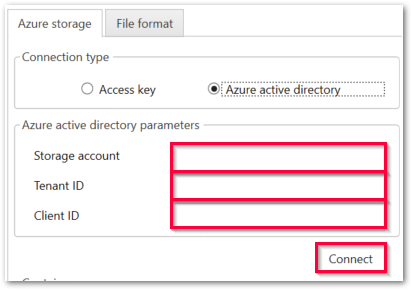 Azure storage
File format
Connection type
Access key
Azure active directory
Azure active directory parameters
Storage account
Tenant ID
Client ID
Connect